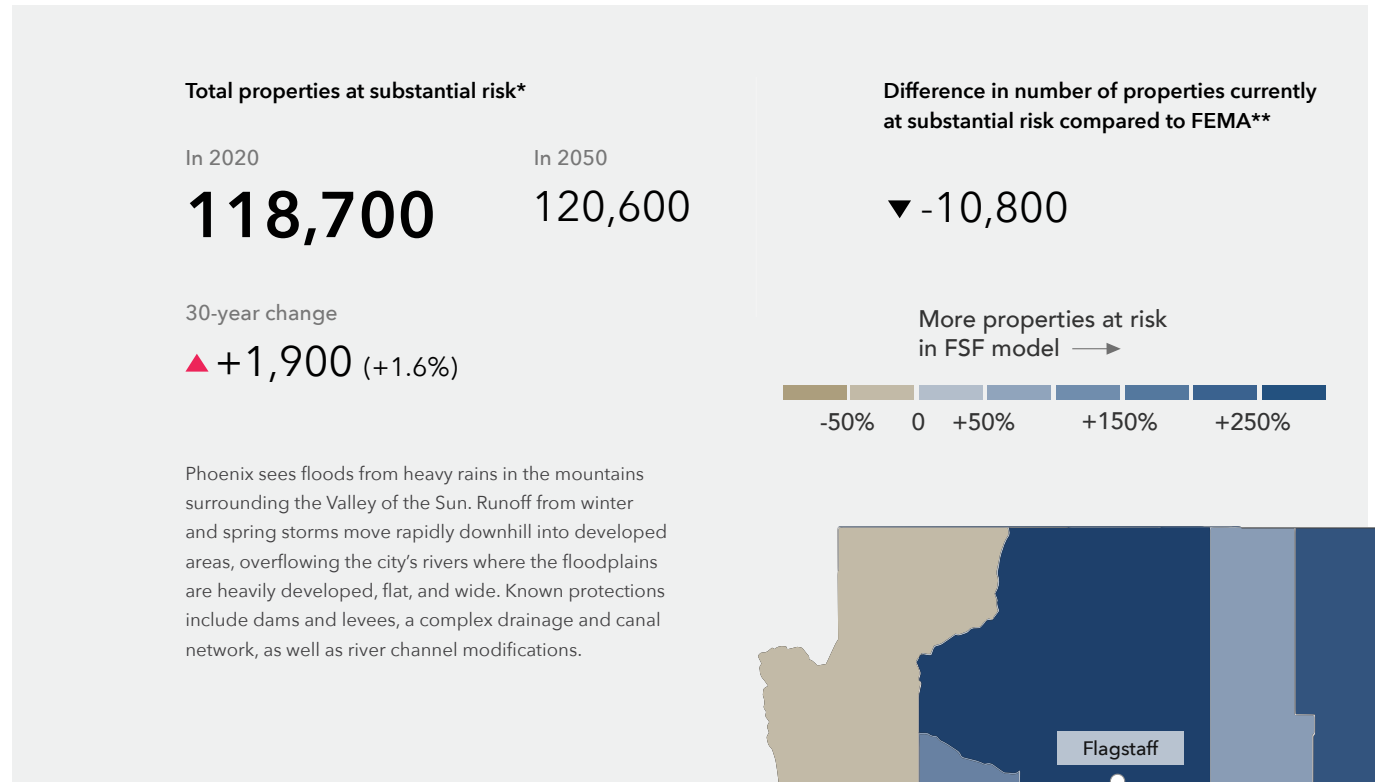 Total properties at substantial risk*
In 2020
In 2050
118,700
120,600
30-year change
+1,900 (+1.6%)
Phoenix sees floods from heavy rains in the mountains
surrounding the Valley of the Sun. Runoff from winter
and spring storms move rapidly downhill into developed
areas, overflowing the city’s rivers where the floodplains
are heavily developed, flat, and wide. Known protections
include dams and levees, a complex drainage and canal
network, as well as river channel modifications.
Difference in number of properties currently
at substantial risk compared to FEMA**
-10,800
More properties at risk
in FSF model
-50% 0 +50% +150% +250%
Flagstaff